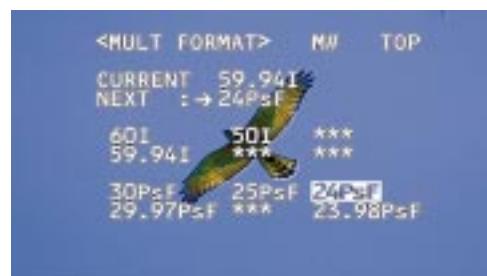 <MULT FORMAT> MW TOP
CURRENT 59.94I
NEXT :→24PsF
60I 50I ***
59.94I *** ***
30PsF 25PsF 24PsF
29.97PsF *** 23.98PsF